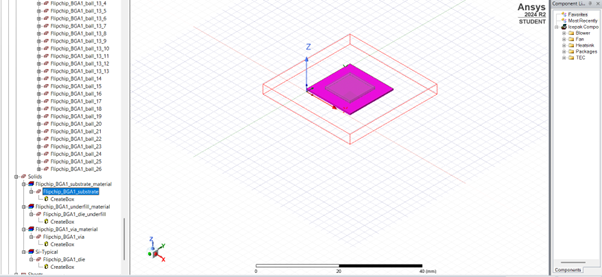 Flipchip_BGA1_ball_13_4
Flipchip_BGA1_ball_13_5
Flipchip_BGA1_ball_13_6
Flipchip_BGA1_ball_13_7
Flipchip_BGA1_ball_13_8
Flipchip_BGA1_ball_13_9
Flipchip_BGA1_ball_13_10
Flipchip_BGA1_ball_13_11
Flipchip_BGA1_ball_13_12
Flipchip_BGA1_ball_13_13
Flipchip_BGA1_ball_14
Flipchip_BGA1_ball_15
Flipchip_BGA1_ball_16
Flipchip_BGA1_ball_17
Flipchip_BGA1_ball_18
Flipchip_BGA1_ball_19
Flipchip_BGA1_ball_20
Flipchip_BGA1_ball_21
Flipchip_BGA1_ball_22
Flipchip_BGA1_ball_23
Flipchip_BGA1_ball_24
Flipchip_BGA1_ball_25
Flipchip_BGA1_ball_26
Solids
Flipchip_BGA1_substrate_material
Flipchip_BGA1_substrate
CreateBox
Flipchip_BGA1_underfill_material
Flipchip_BGA1_die_underfill
CreateBox
Flipchip_BGA1_via_material
Flipchip_BGA1_via
CreateBox
Si-Typical
Flipchip_BGA1_die
CreateBox
Z
Ansys
2024 R2
STUDENT
Z
Y
X
0
20
40 (mm)
Component Li...
Favorites
Most Recently
Icepak Compo
Blower
Fan
Heatsink
Packages
TEC
Components